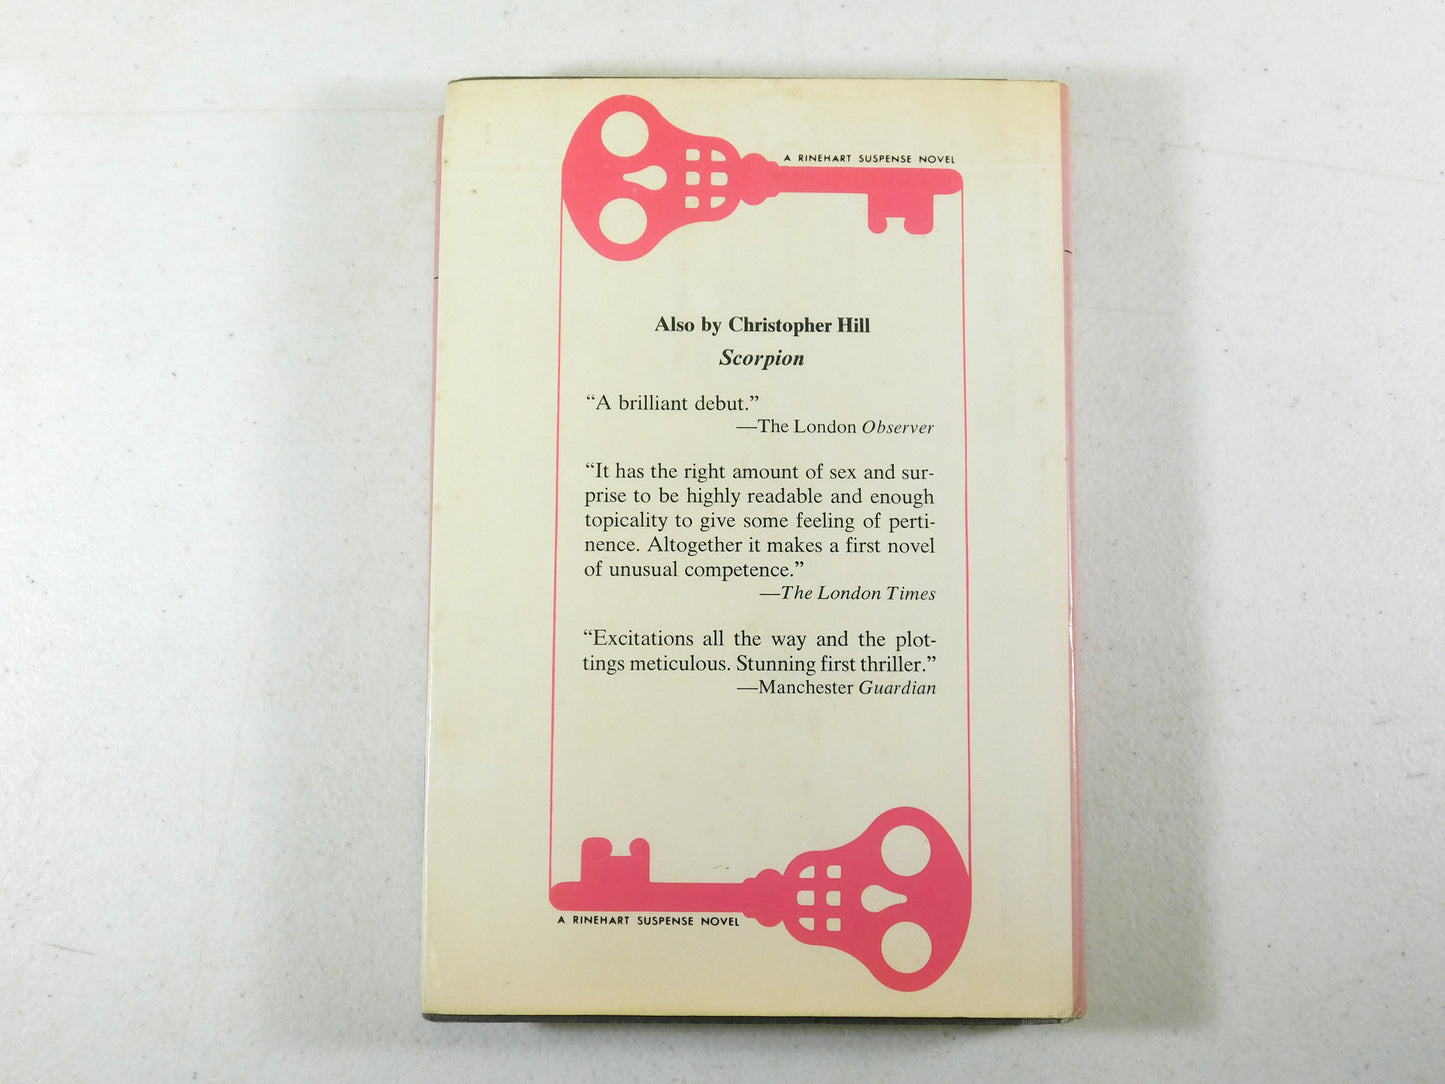 A RINEHART SUSPENSE NOVEL
Also by Christopher Hill
Scorpion
“A brilliant debut.”
—The London Observer
“It has the right amount of sex and sur-
prise to be highly readable and enough
topicality to give some feeling of perti-
nence. Altogether it makes a first novel
of unusual competence.”
—The London Times
“Excitations all the way and the plot-
tings meticulous. Stunning first thriller.”
—Manchester Guardian
A RINEHART SUSPENSE NOVEL